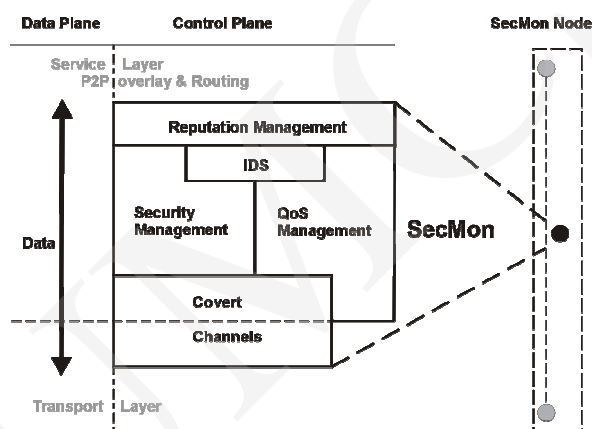 Data Plane
Control Plane
SecMon Node
Service Layer
P2P overlay & Routing
Reputation Management
IDS
Security
Management
QoS
Management
SecMon
Data
Covert
Channels
Transport Layer